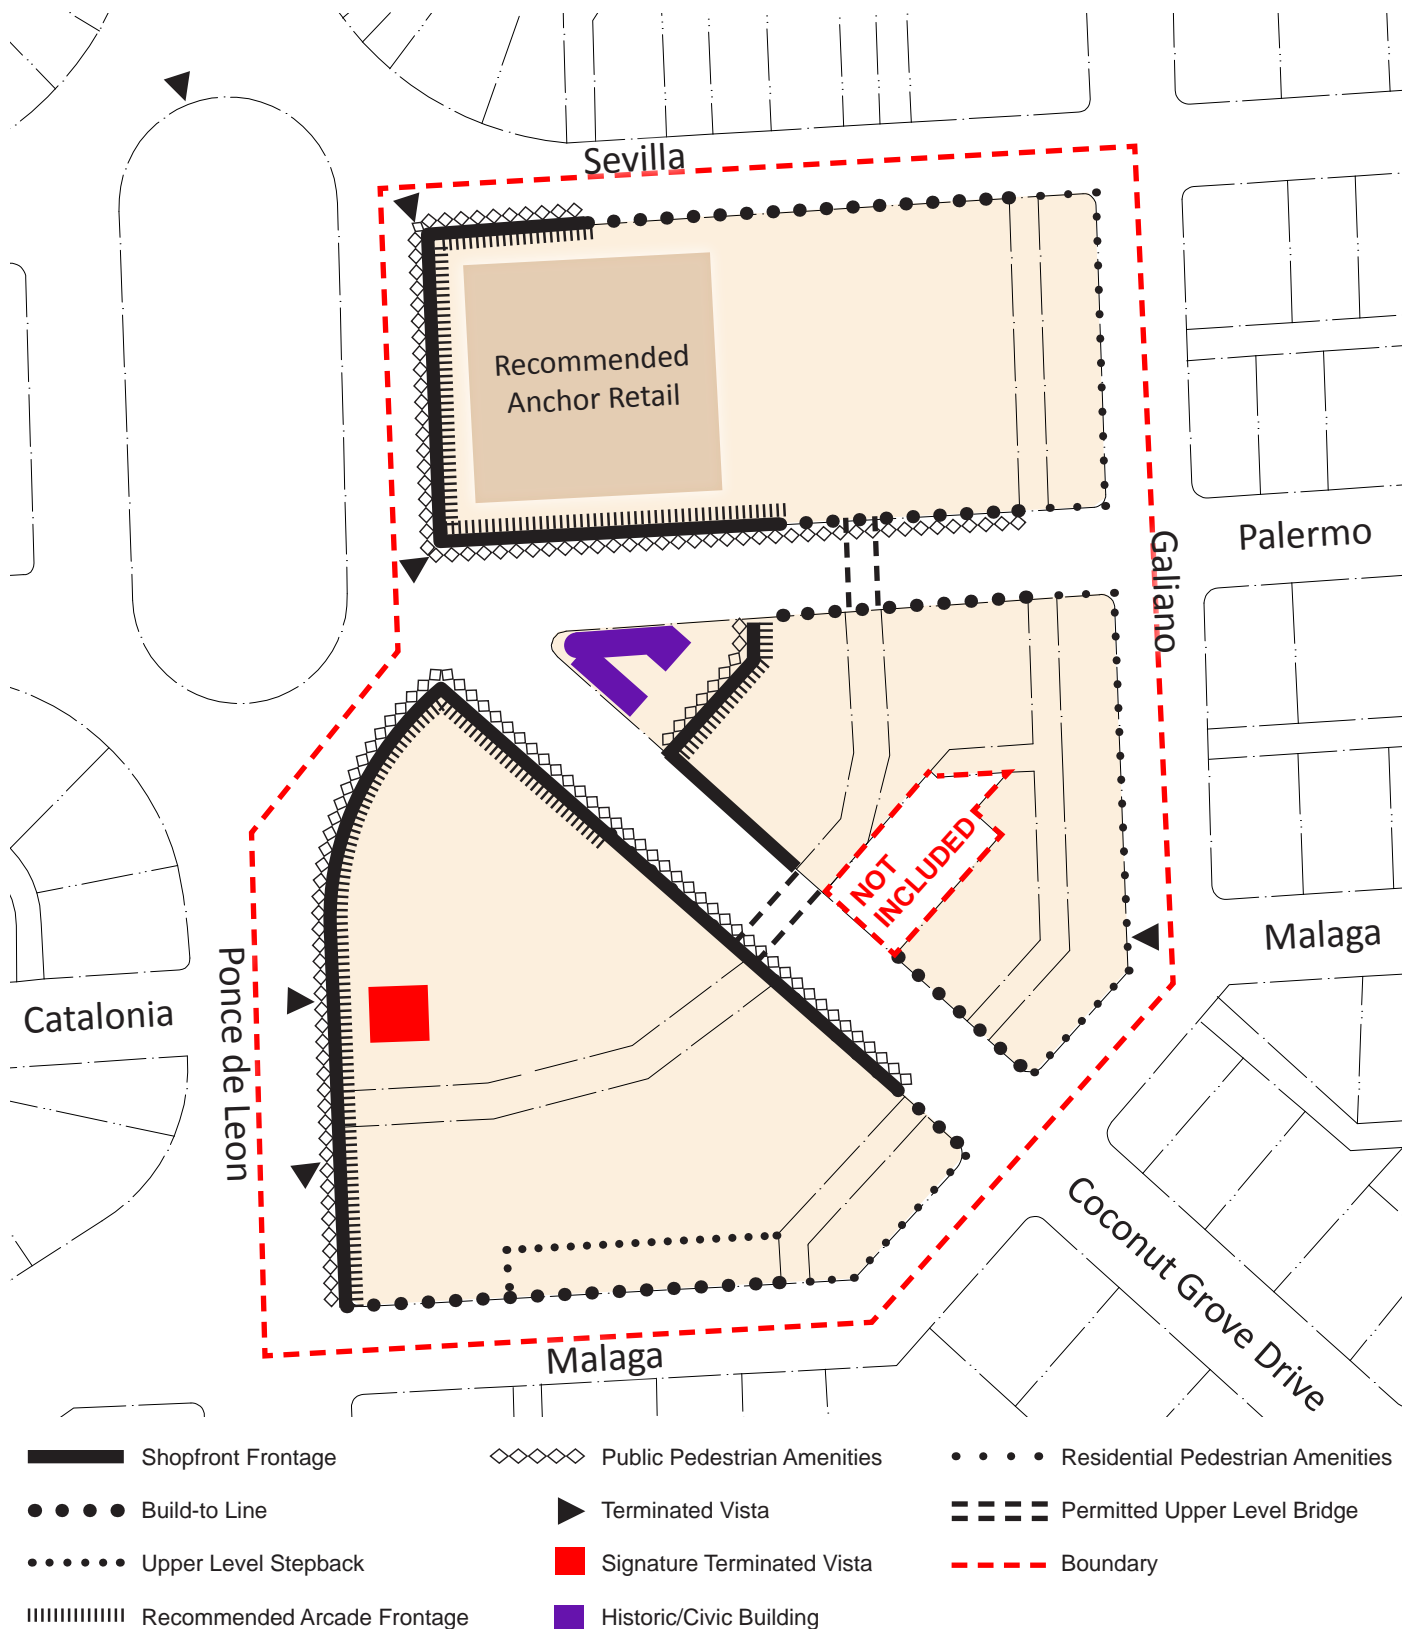 Sevilla
Recommended
Anchor Retail
Palermo
Galiano
NOT
INCLUDED
Malaga
Catalonia
Ponce de Leon
Coconut Grove Drive
Malaga
Shopfront Frontage
Public Pedestrian Amenities
Residential Pedestrian Amenities
Build-to Line
Terminated Vista
Permitted Upper Level Bridge
Upper Level Stepback
Signature Terminated Vista
Boundary
Recommended Arcade Frontage
Historic/Civic Building